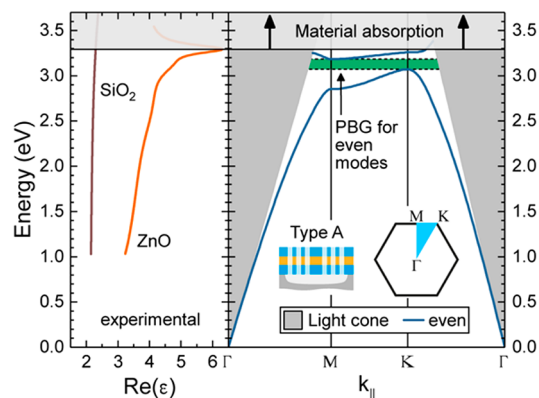 Material absorption
3.5
3.0
2.5
2.0
1.5
1.0
0.5
0.0
Energy (eV)
SiO2
ZnO
experimental
2 3 4 5 6
Re(ε)
PBG for
even
modes
Type A
M K
Γ
Light cone even
Γ M K Γ
k||
3.5
3.0
2.5
2.0
1.5
1.0
0.5
0.0